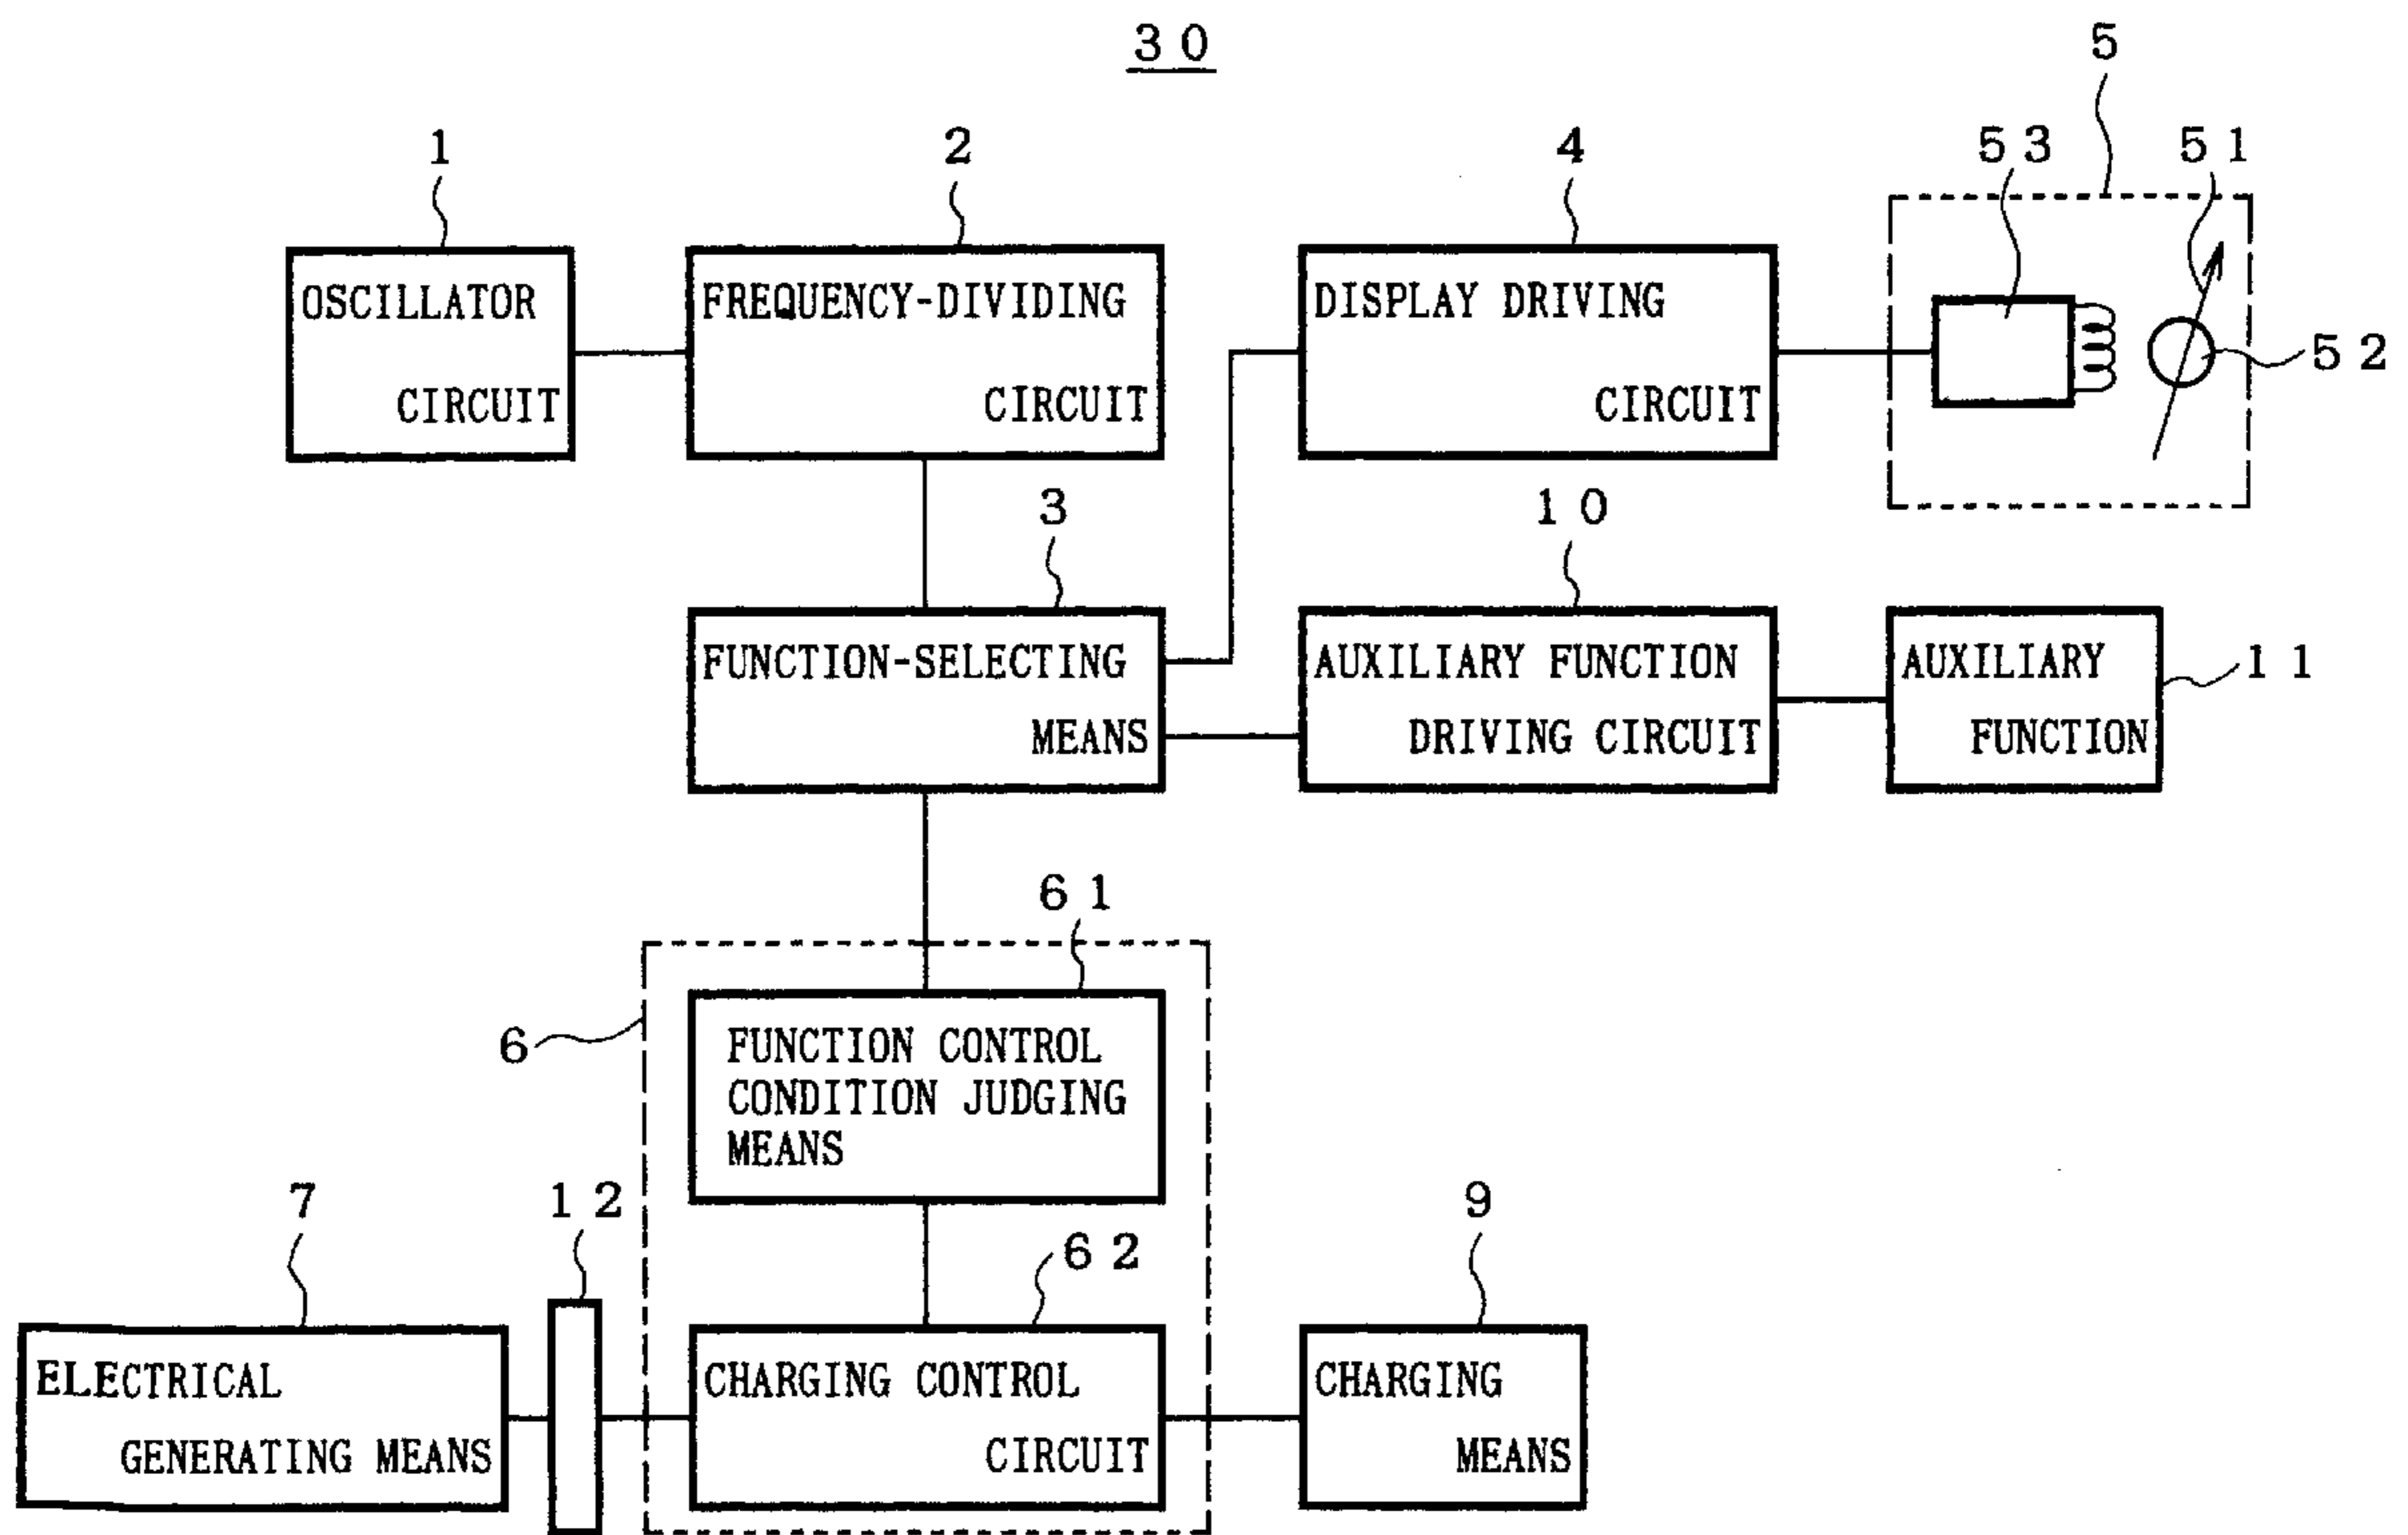 30
5
1
2
4
53
51
OSCILLATOR
CIRCUIT
FREQUENCY-DIVIDING
CIRCUIT
DISPLAY DRIVING
CIRCUIT
52
3
10
FUNCTION-SELECTING
MEANS
AUXILIARY FUNCTION
DRIVING CIRCUIT
AUXILIARY
FUNCTION
11
61
6
FUNCTION CONTROL
CONDITION JUDGING
MEANS
7
12
62
9
ELECTRICAL
GENERATING MEANS
CHARGING CONTROL
CIRCUIT
CHARGING
MEANS